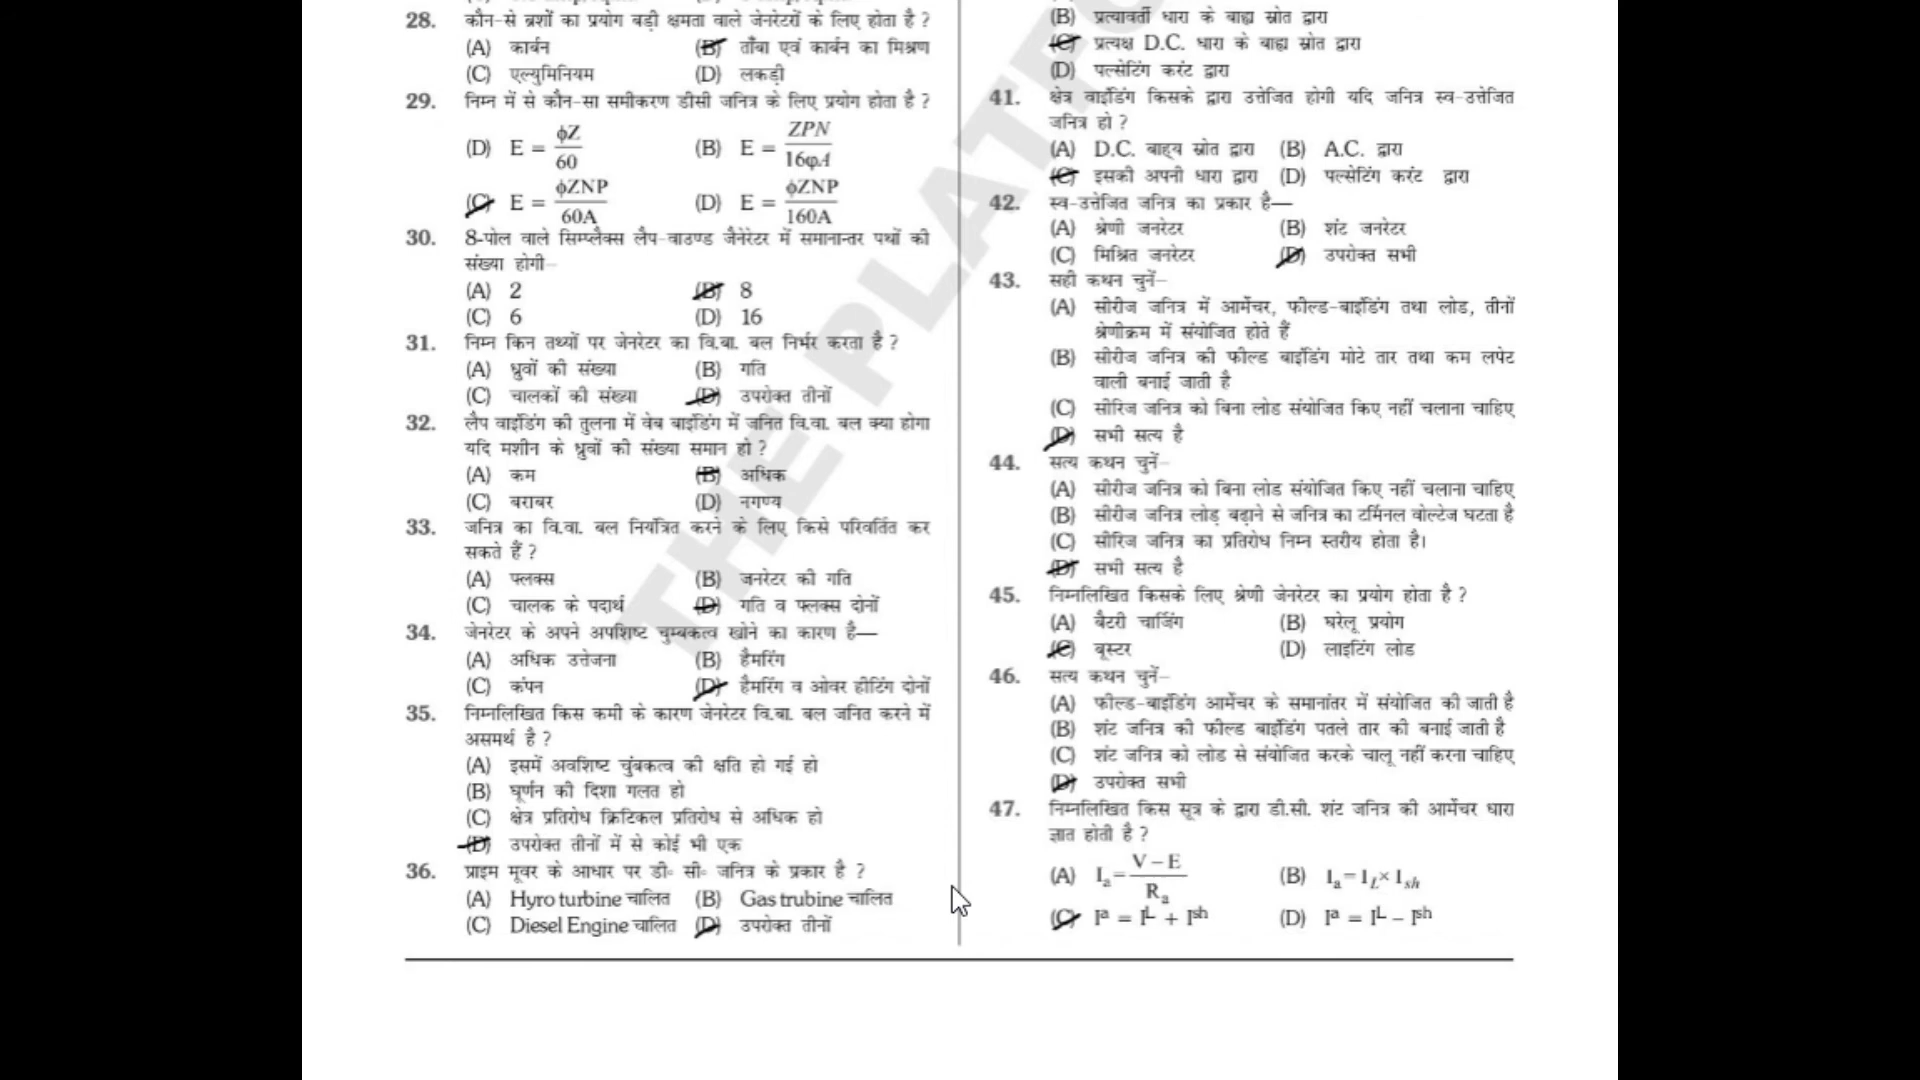 28. कौन-से ब्रशों का प्रयोग बड़ी क्षमता वाले जेनरेटरों के लिए होता है ?
(A) कार्बन (B) ताँबा एवं कार्बन का मिश्रण
(C) एल्युमिनियम (D) लकड़ी
29. निम्न में से कौन-सा समीकरण डीसी जनित्र के लिए प्रयोग होता है ?
(D) E = ϕZ/60 (B) E = ZPN/16φA
(C) E = ϕZNP/60A (D) E = ϕZNP/160A
30. 8-पोल वाले सिम्प्लैक्स लैप-वाउण्ड जैनेरेटर में समानान्तर पथों की
संख्या होगी–
(A) 2 (B) 8
(C) 6 (D) 16
31. निम्न किन तथ्यों पर जेनरेटर का वि.बा. बल निर्भर करता है ?
(A) ध्रुवों की संख्या (B) गति
(C) चालकों की संख्या (D) उपरोक्त तीनों
32. लैप वाइंडिंग की तुलना में वेब बाइंडिंग में जनित वि.वा. बल क्या होगा
यदि मशीन के ध्रुवों की संख्या समान हो ?
(A) कम (B) अधिक
(C) बराबर (D) नगण्य
33. जनित्र का वि.वा. बल नियंत्रित करने के लिए किसे परिवर्तित कर
सकते हैं ?
(A) फ्लक्स (B) जनरेटर की गति
(C) चालक के पदार्थ (D) गति व फ्लक्स दोनों
34. जेनरेटर के अपने अपशिष्ट चुम्बकत्व खोने का कारण है—
(A) अधिक उत्तेजना (B) हैमरिंग
(C) कंपन (D) हैमरिंग व ओवर हीटिंग दोनों
35. निम्नलिखित किस कमी के कारण जेनरेटर वि.बा. बल जनित करने में
असमर्थ है ?
(A) इसमें अवशिष्ट चुंबकत्व की क्षति हो गई हो
(B) घूर्णन की दिशा गलत हो
(C) क्षेत्र प्रतिरोध क्रिटिकल प्रतिरोध से अधिक हो
(D) उपरोक्त तीनों में से कोई भी एक
36. प्राइम मूवर के आधार पर डी॰ सी॰ जनित्र के प्रकार है ?
(A) Hyro turbine चालित (B) Gas trubine चालित
(C) Diesel Engine चालित (D) उपरोक्त तीनों
(B) प्रत्यावर्ती धारा के बाह्य स्रोत द्वारा
(C) प्रत्यक्ष D.C. धारा के बाह्य स्रोत द्वारा
(D) पल्सेटिंग करंट द्वारा
41. क्षेत्र वाइंडिंग किसके द्वारा उत्तेजित होगी यदि जनित्र स्व-उत्तेजित
जनित्र हो ?
(A) D.C. बाह्य स्रोत द्वारा (B) A.C. द्वारा
(C) इसकी अपनी धारा द्वारा (D) पल्सेटिंग करंट द्वारा
42. स्व-उत्तेजित जनित्र का प्रकार है—
(A) श्रेणी जनरेटर (B) शंट जनरेटर
(C) मिश्रित जनरेटर (D) उपरोक्त सभी
43. सही कथन चुनें–
(A) सीरीज जनित्र में आर्मेचर, फील्ड-बाइंडिंग तथा लोड, तीनों
श्रेणीक्रम में संयोजित होते हैं
(B) सीरीज जनित्र की फील्ड बाइंडिंग मोटे तार तथा कम लपेट
वाली बनाई जाती है
(C) सीरिज जनित्र को बिना लोड संयोजित किए नहीं चलाना चाहिए
(D) सभी सत्य है
44. सत्य कथन चुनें–
(A) सीरीज जनित्र को बिना लोड संयोजित किए नहीं चलाना चाहिए
(B) सीरीज जनित्र लोड़ बढ़ाने से जनित्र का टर्मिनल वोल्टेज घटता है
(C) सीरिज जनित्र का प्रतिरोध निम्न स्तरीय होता है।
(D) सभी सत्य है
45. निम्नलिखित किसके लिए श्रेणी जेनरेटर का प्रयोग होता है ?
(A) बैटरी चार्जिंग (B) घरेलू प्रयोग
(C) बूस्टर (D) लाइटिंग लोड
46. सत्य कथन चुनें–
(A) फील्ड-बाइंडिंग आर्मेचर के समानांतर में संयोजित की जाती है
(B) शंट जनित्र की फील्ड बाइंडिंग पतले तार की बनाई जाती है
(C) शंट जनित्र को लोड से संयोजित करके चालू नहीं करना चाहिए
(D) उपरोक्त सभी
47. निम्नलिखित किस सूत्र के द्वारा डी.सी. शंट जनित्र की आर्मेचर धारा
ज्ञात होती है ?
(A) Iₐ = V – E/Rₐ (B) Iₐ = I_L × I_sh
(C) Iᵃ = Iᴸ + Iˢʰ (D) Iᵃ = Iᴸ – Iˢʰ
THE PLATFO